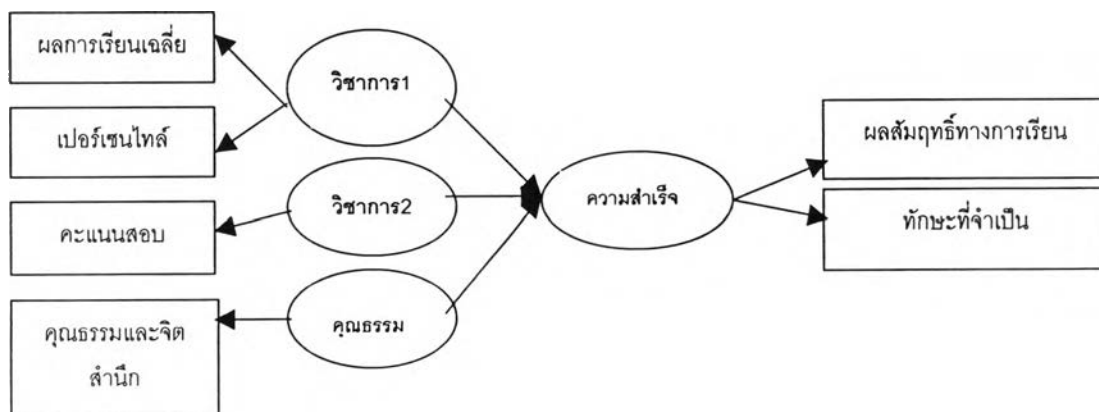 ผลการเรียนเฉลี่ย
วิชาการ1
เปอร์เซนไทล์
ผลสัมฤทธิ์ทางการเรียน
ความสำเร็จ
วิชาการ2
คะแนนสอบ
ทักษะที่จำเป็น
คุณธรรม
คุณธรรมและจิต
สำนึก